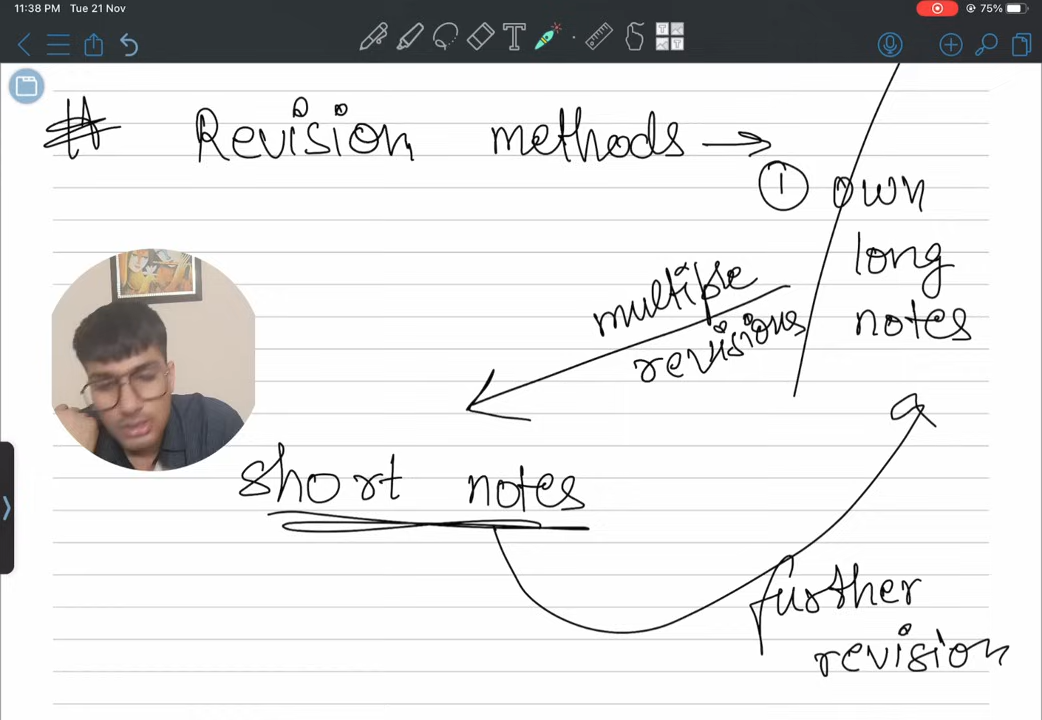 11:38 PM Tue 21 Nov
75%
# Revision methods →
① own
long
notes
multiple
revisions
short notes
further
revision